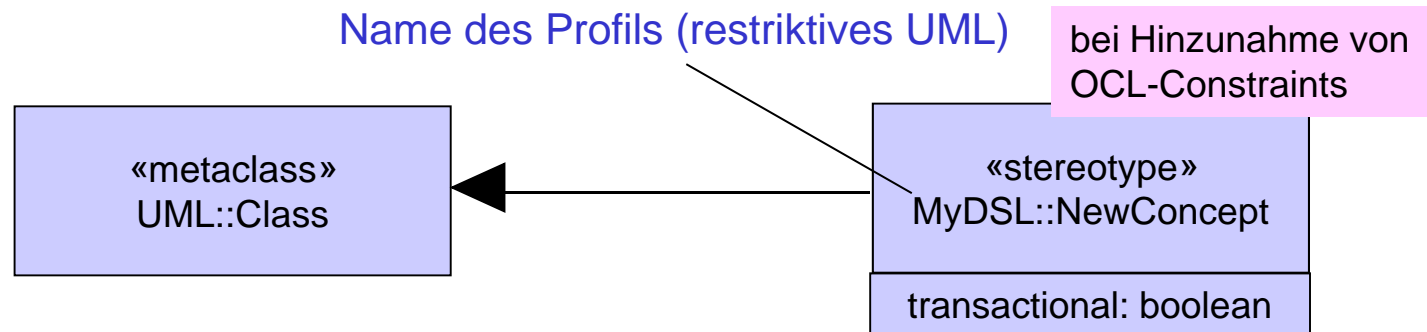 Name des Profils (restriktives UML)
bei Hinzunahme von
OCL-Constraints
«metaclass»
UML::Class
«stereotype»
MyDSL::NewConcept
transactional: boolean